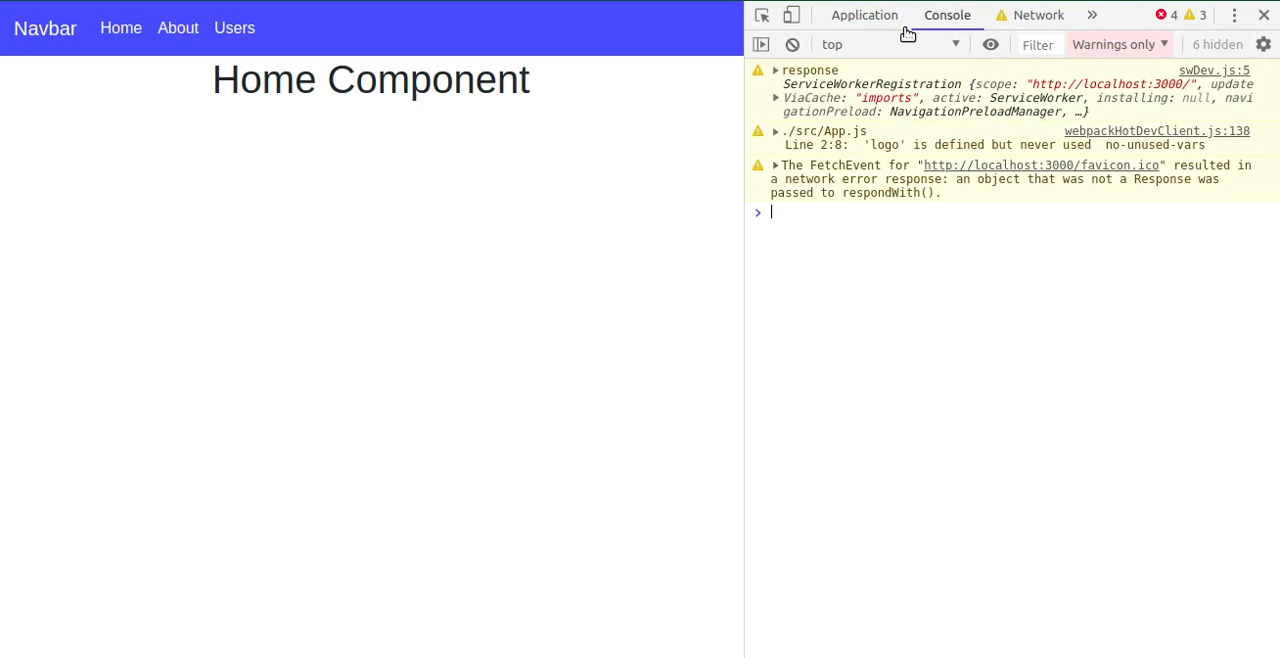 Navbar Home About Users
Home Component
Application Console Network 4 3
top Filter Warnings only 6 hidden
response swDev.js:5
ServiceWorkerRegistration {scope: "http://localhost:3000/", update
ViaCache: "imports", active: ServiceWorker, installing: null, navi
gationPreload: NavigationPreloadManager, …}
./src/App.js webpackHotDevClient.js:138
Line 2:8: 'logo' is defined but never used no-unused-vars
The FetchEvent for "http://localhost:3000/favicon.ico" resulted in
a network error response: an object that was not a Response was
passed to respondWith().